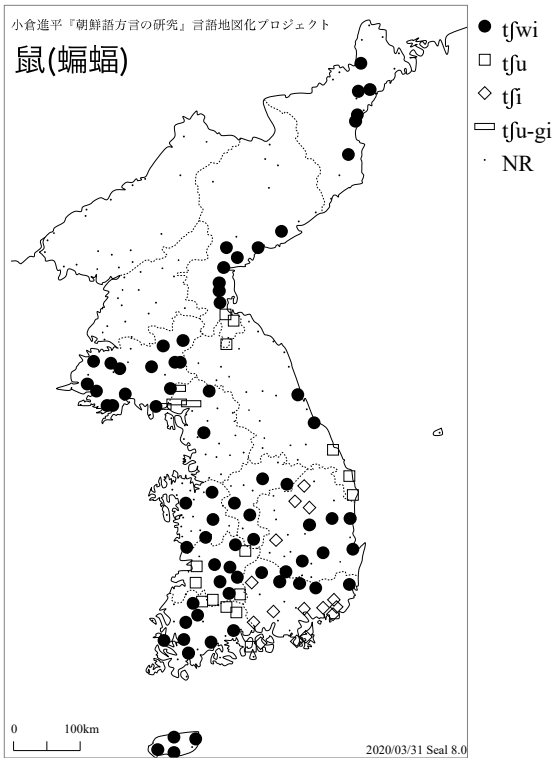 小倉進平『朝鮮語方言の研究』言語地図化プロジェクト
鼠(蝙蝠)
tʃwi
tʃu
tʃi
tʃu-gi
NR
0 100km
2020/03/31 Seal 8.0